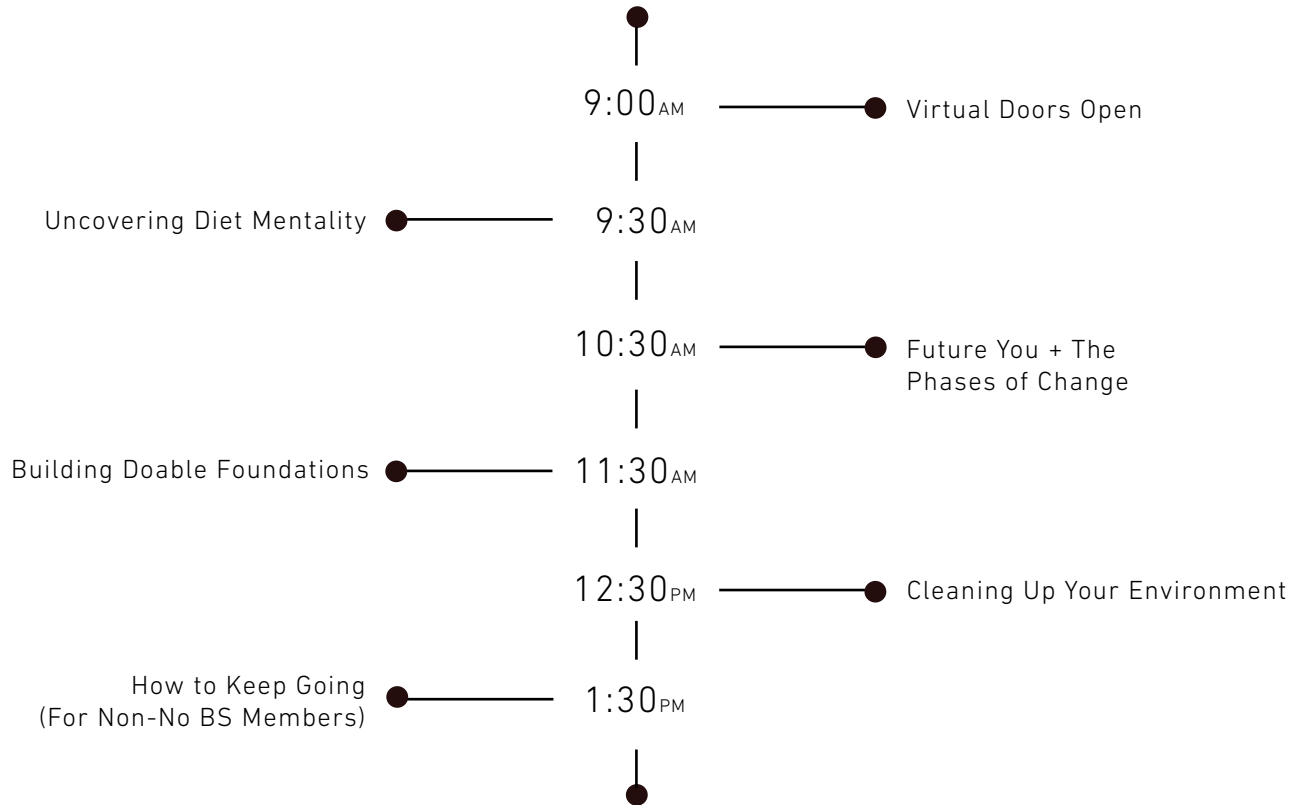 9:00AM
Virtual Doors Open
Uncovering Diet Mentality
9:30AM
10:30AM
Future You + The
Phases of Change
Building Doable Foundations
11:30AM
12:30PM
Cleaning Up Your Environment
How to Keep Going
(For Non-No BS Members)
1:30PM